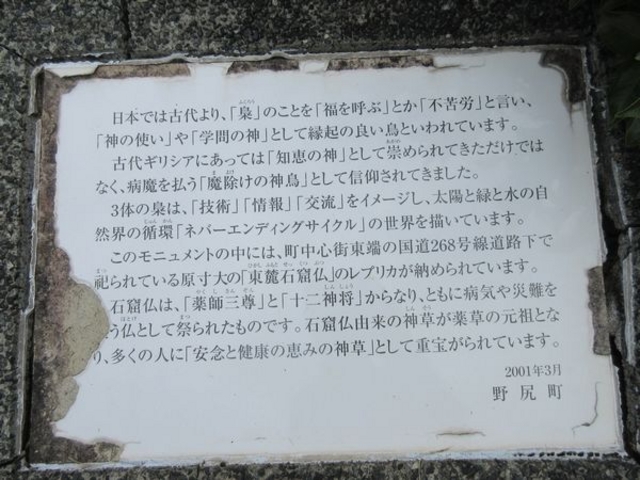 日本では古代より、「梟」のことを「福を呼ぶ」とか「不苦労」と言い、
「神の使い」や「学問の神」として縁起の良い鳥といわれています。
古代ギリシアにあっては「知恵の神」として崇められてきただけでは
なく、病魔を払う「魔除けの神鳥」として信仰されてきました。
3体の梟は、「技術」「情報」「交流」をイメージし、太陽と緑と水の自
然界の循環「ネバーエンディングサイクル」の世界を描いています。
このモニュメントの中には、町中心街東端の国道268号線道路下で
祀られている原寸大の「東麓石窟仏」のレプリカが納められています。
石窟仏は、「薬師三尊」と「十二神将」からなり、ともに病気や災難を
う仏として祭られたものです。石窟仏由来の神草が薬草の元祖とな
り、多くの人に「安念と健康の恵みの神草」として重宝がられています。
2001年3月
野尻町